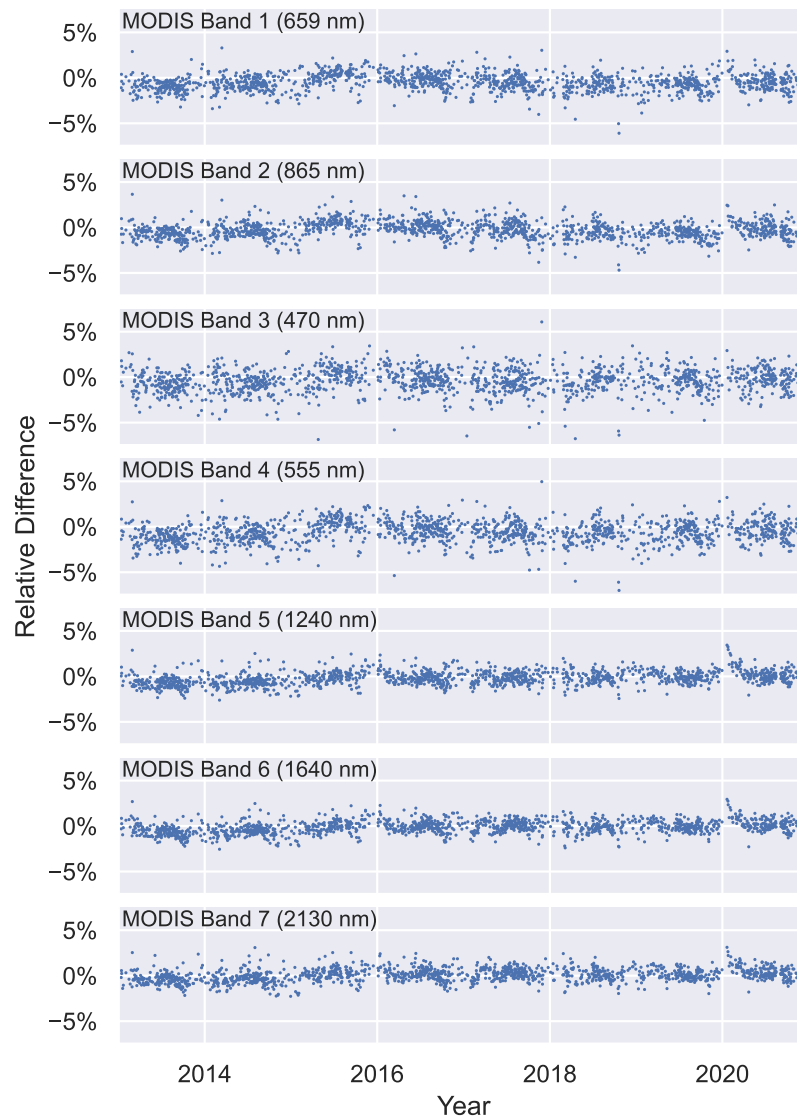 MODIS Band 1 (659 nm)
5%
0%
−5%
MODIS Band 2 (865 nm)
5%
0%
−5%
MODIS Band 3 (470 nm)
5%
0%
−5%
MODIS Band 4 (555 nm)
5%
0%
−5%
MODIS Band 5 (1240 nm)
5%
0%
−5%
MODIS Band 6 (1640 nm)
5%
0%
−5%
MODIS Band 7 (2130 nm)
5%
0%
−5%
Relative Difference
2014 2016 2018 2020
Year